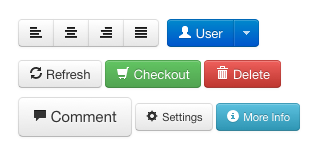 User
Refresh Checkout Delete
Comment Settings More Info